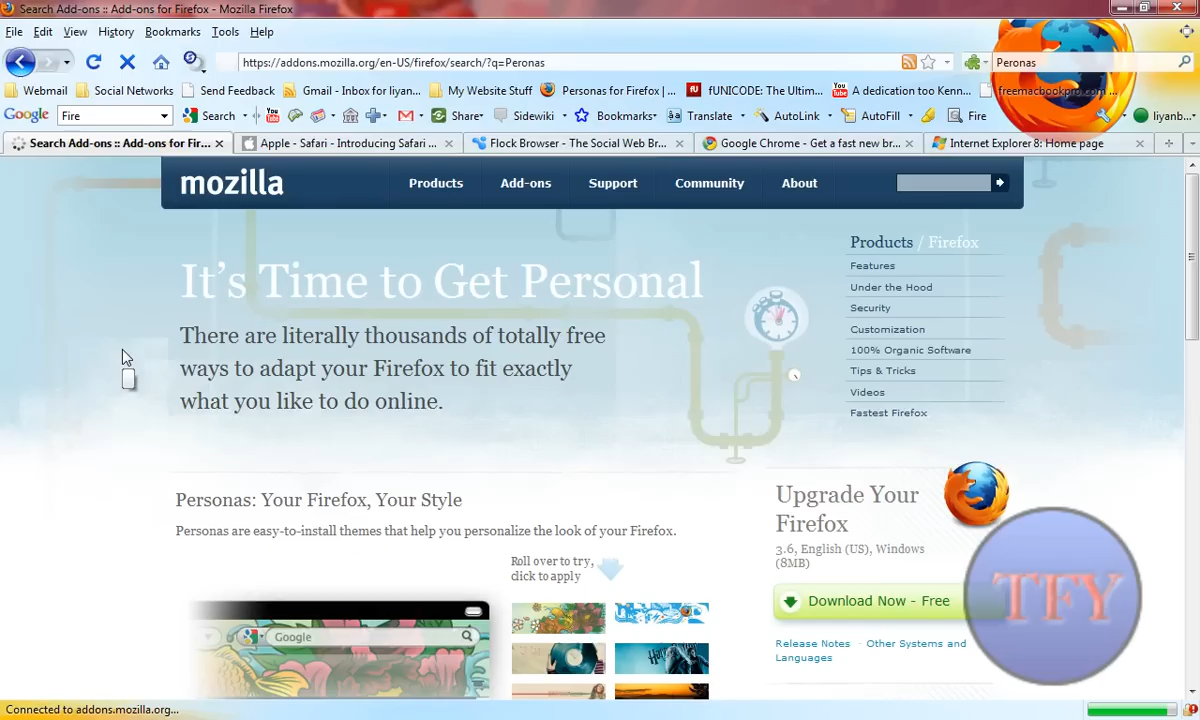 Search Add-ons :: Add-ons for Firefox - Mozilla Firefox
File Edit View History Bookmarks Tools Help
https://addons.mozilla.org/en-US/firefox/search/?q=Peronas Peronas
Webmail Social Networks Send Feedback Gmail - Inbox for liyan... My Website Stuff Personas for Firefox | ... fUNICODE: The Ultim... A dedication too Kenn... freemacbookpro.com ...
Google Fire Search Share Sidewiki Bookmarks Translate AutoLink AutoFill Fire liyanb...
Search Add-ons :: Add-ons for Fir... Apple - Safari - Introducing Safari ... Flock Browser - The Social Web Br... Google Chrome - Get a fast new br... Internet Explorer 8: Home page
mozilla Products Add-ons Support Community About
Products / Firefox
Features
Under the Hood
Security
Customization
100% Organic Software
Tips & Tricks
Videos
Fastest Firefox
It's Time to Get Personal
There are literally thousands of totally free
ways to adapt your Firefox to fit exactly
what you like to do online.
Personas: Your Firefox, Your Style
Personas are easy-to-install themes that help you personalize the look of your Firefox.
Roll over to try,
click to apply
Google
Upgrade Your
Firefox
3.6, English (US), Windows
(8MB)
Download Now - Free
Release Notes - Other Systems and
Languages
TFY
Connected to addons.mozilla.org...